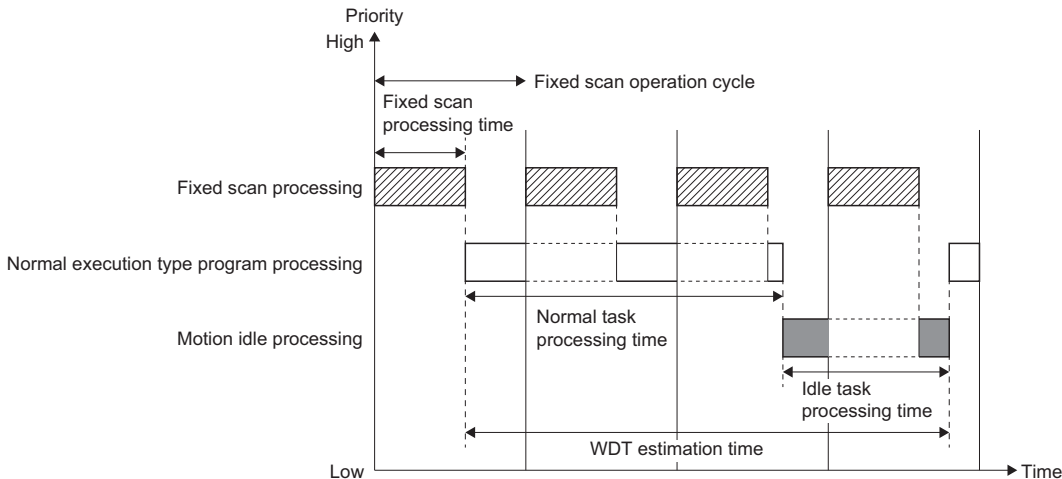 Priority
High
Fixed scan operation cycle
Fixed scan
processing time
Fixed scan processing
Normal execution type program processing
Normal task
processing time
Motion idle processing
Idle task
processing time
WDT estimation time
Low
Time